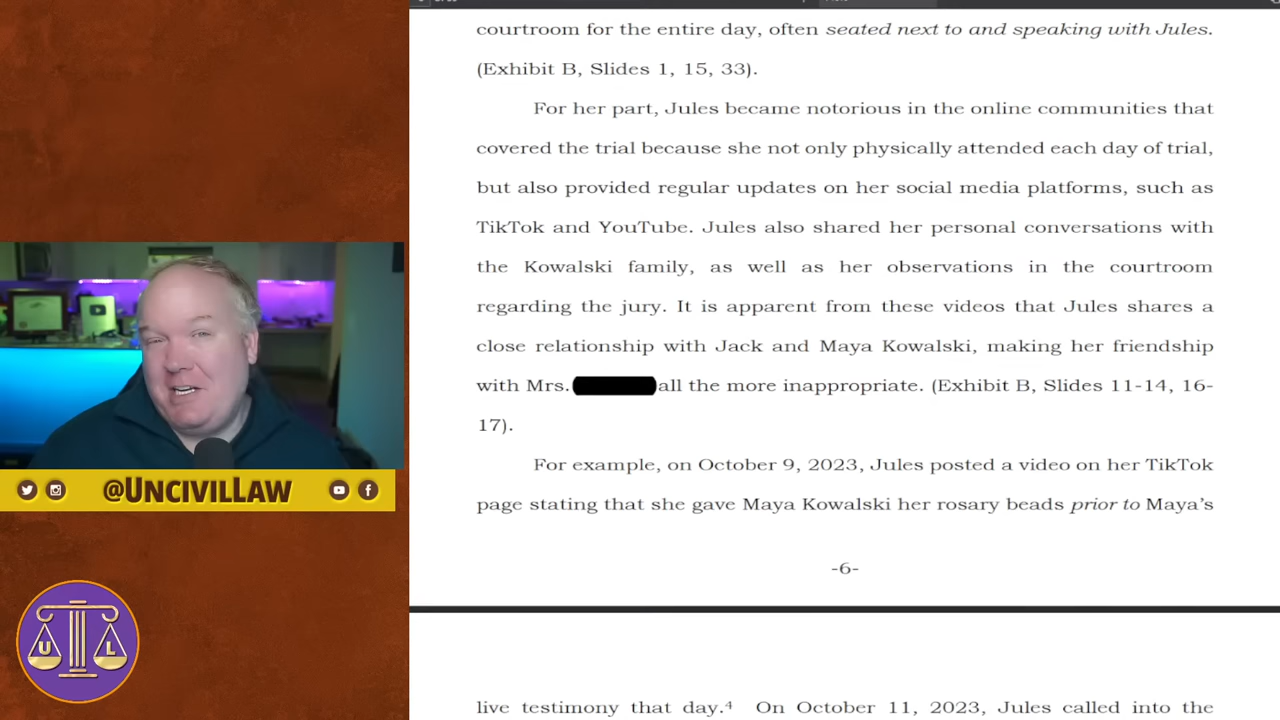 courtroom for the entire day, often seated next to and speaking with Jules.
(Exhibit B, Slides 1, 15, 33).
For her part, Jules became notorious in the online communities that
covered the trial because she not only physically attended each day of trial,
but also provided regular updates on her social media platforms, such as
TikTok and YouTube. Jules also shared her personal conversations with
the Kowalski family, as well as her observations in the courtroom
regarding the jury. It is apparent from these videos that Jules shares a
close relationship with Jack and Maya Kowalski, making her friendship
with Mrs. all the more inappropriate. (Exhibit B, Slides 11-14, 16-
17).
For example, on October 9, 2023, Jules posted a video on her TikTok
page stating that she gave Maya Kowalski her rosary beads prior to Maya's
-6-
live testimony that day.⁴ On October 11, 2023, Jules called into the
@UNCIVILLAW
U L